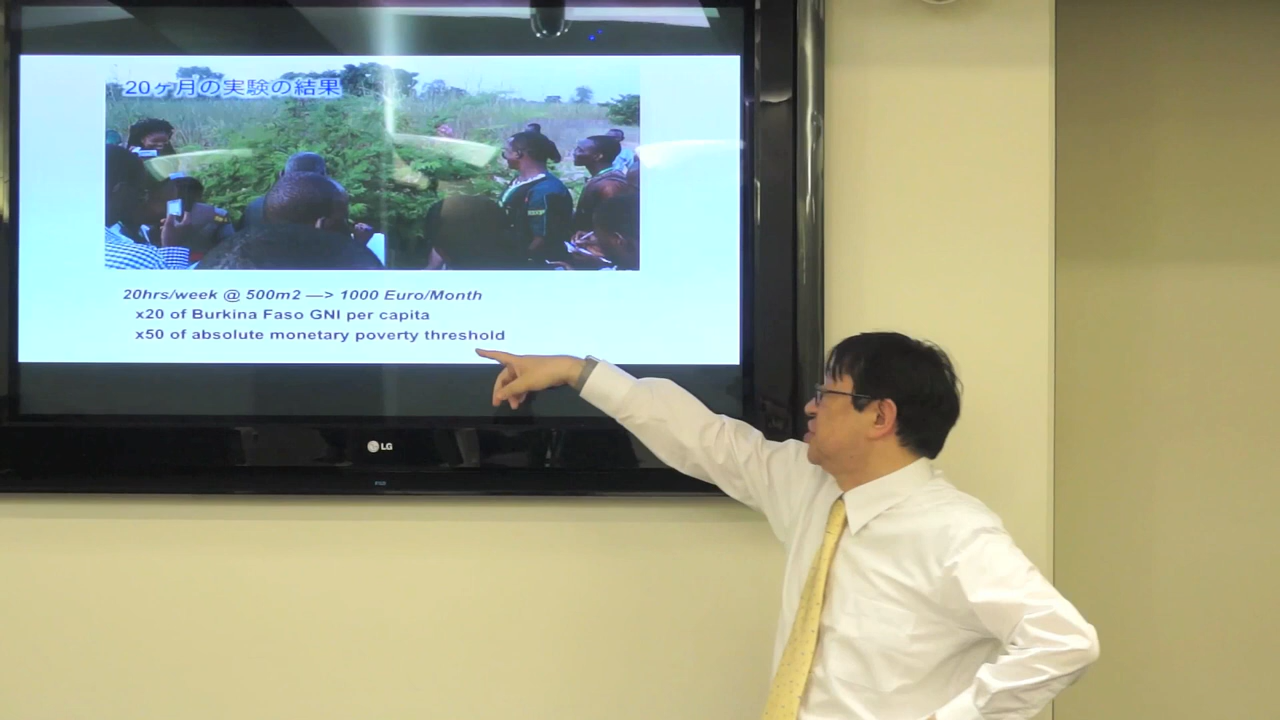 20ヶ月の実験の結果
20hrs/week @ 500m2 —> 1000 Euro/Month
x20 of Burkina Faso GNI per capita
x50 of absolute monetary poverty threshold
LG